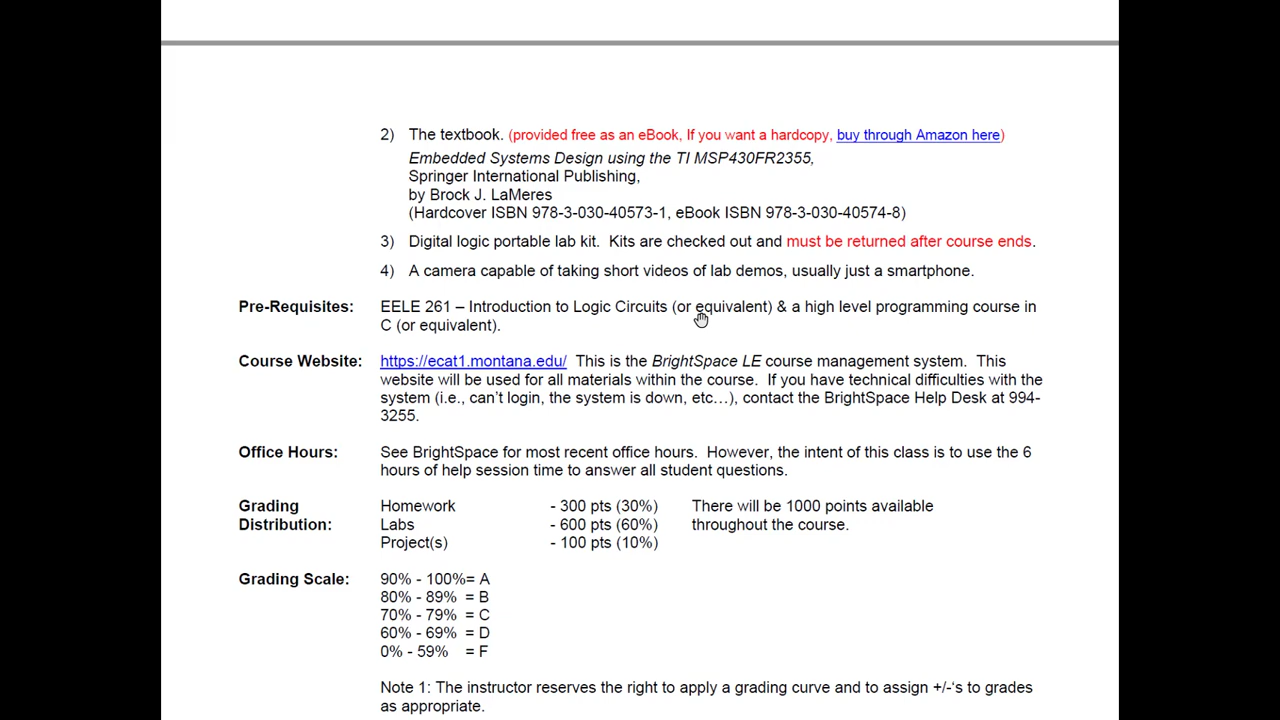 2) The textbook. (provided free as an eBook, If you want a hardcopy, buy through Amazon here)
Embedded Systems Design using the TI MSP430FR2355,
Springer International Publishing,
by Brock J. LaMeres
(Hardcover ISBN 978-3-030-40573-1, eBook ISBN 978-3-030-40574-8)
3) Digital logic portable lab kit. Kits are checked out and must be returned after course ends.
4) A camera capable of taking short videos of lab demos, usually just a smartphone.
Pre-Requisites: EELE 261 – Introduction to Logic Circuits (or equivalent) & a high level programming course in
C (or equivalent).
Course Website: https://ecat1.montana.edu/ This is the BrightSpace LE course management system. This
website will be used for all materials within the course. If you have technical difficulties with the
system (i.e., can’t login, the system is down, etc…), contact the BrightSpace Help Desk at 994-
3255.
Office Hours: See BrightSpace for most recent office hours. However, the intent of this class is to use the 6
hours of help session time to answer all student questions.
Grading Homework - 300 pts (30%) There will be 1000 points available
Distribution: Labs - 600 pts (60%) throughout the course.
Project(s) - 100 pts (10%)
Grading Scale: 90% - 100%= A
80% - 89% = B
70% - 79% = C
60% - 69% = D
0% - 59% = F
Note 1: The instructor reserves the right to apply a grading curve and to assign +/-‘s to grades
as appropriate.